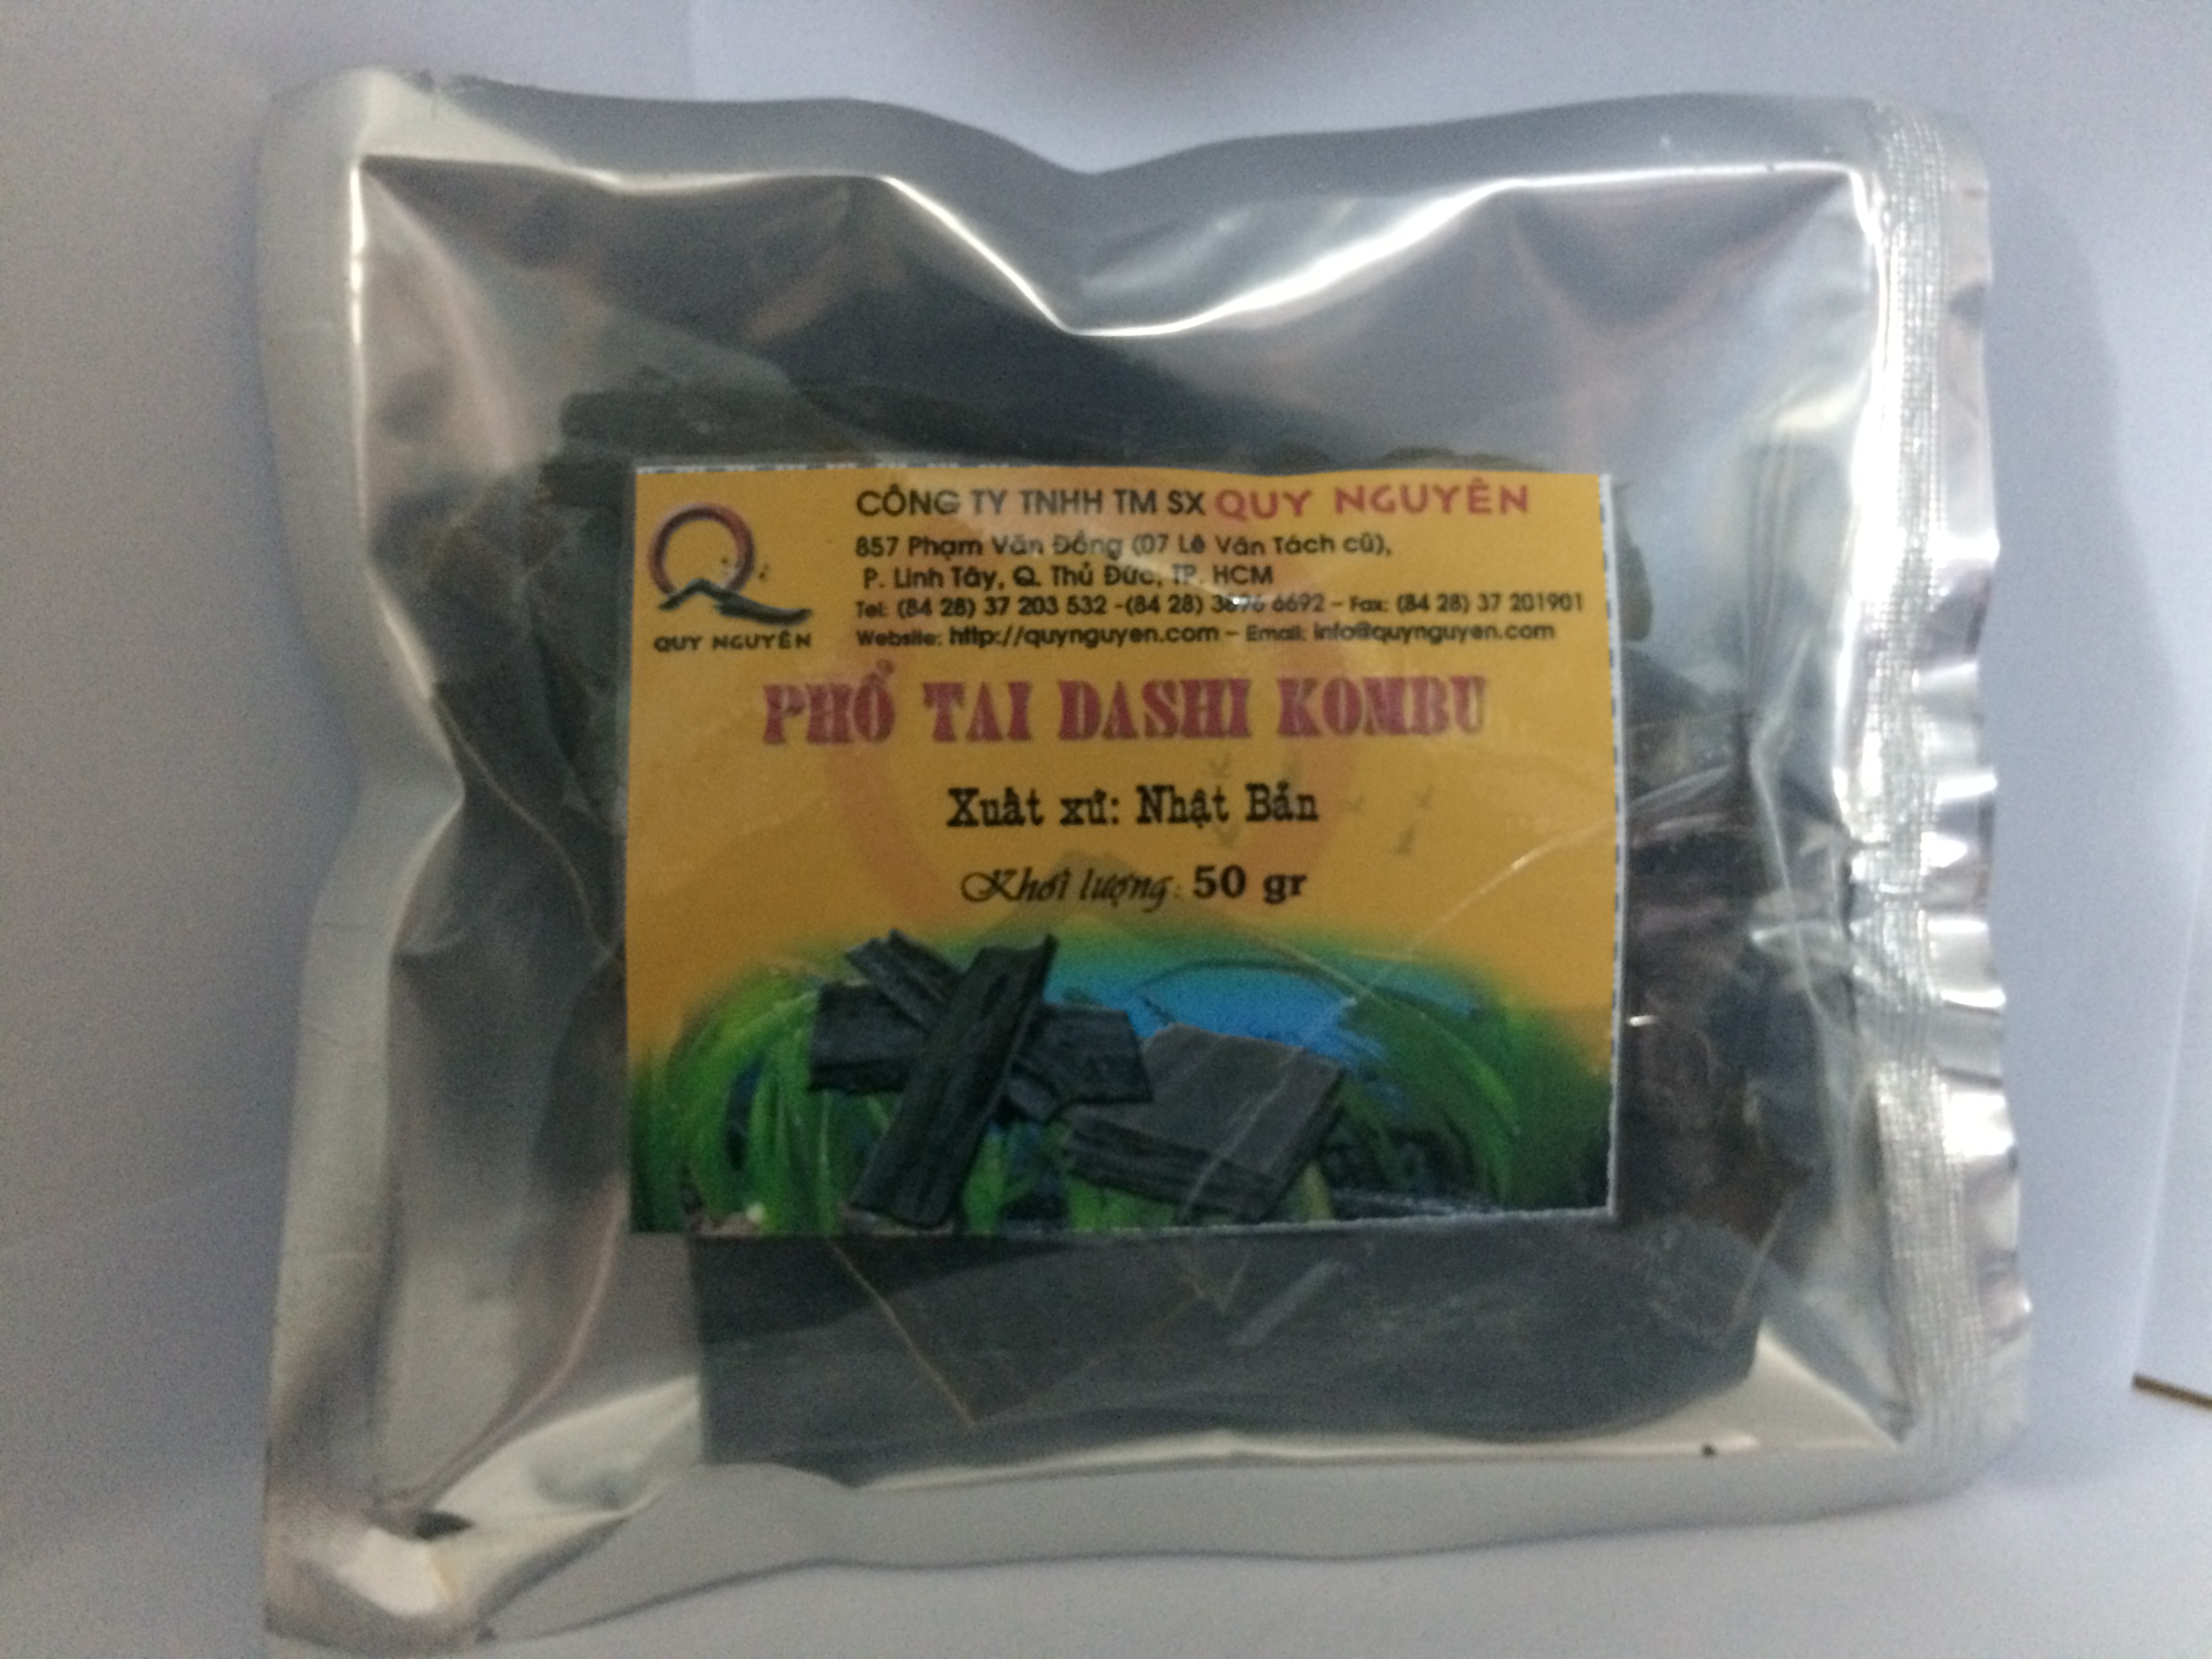 CÔNG TY TNHH TM SX QUY NGUYÊN
857 Phạm Văn Đồng (07 Lê Văn Tách cũ),
P. Linh Tây, Q. Thủ Đức, TP. HCM
Tel: (84 28) 37 203 532 -(84 28) 3896 6692 – Fax: (84 28) 37 201901
Website: http://quynguyen.com – Email: info@quynguyen.com
QUY NGUYÊN
PHỔ TAI DASHI KOMBU
Xuất xứ: Nhật Bản
Khối lượng: 50 gr